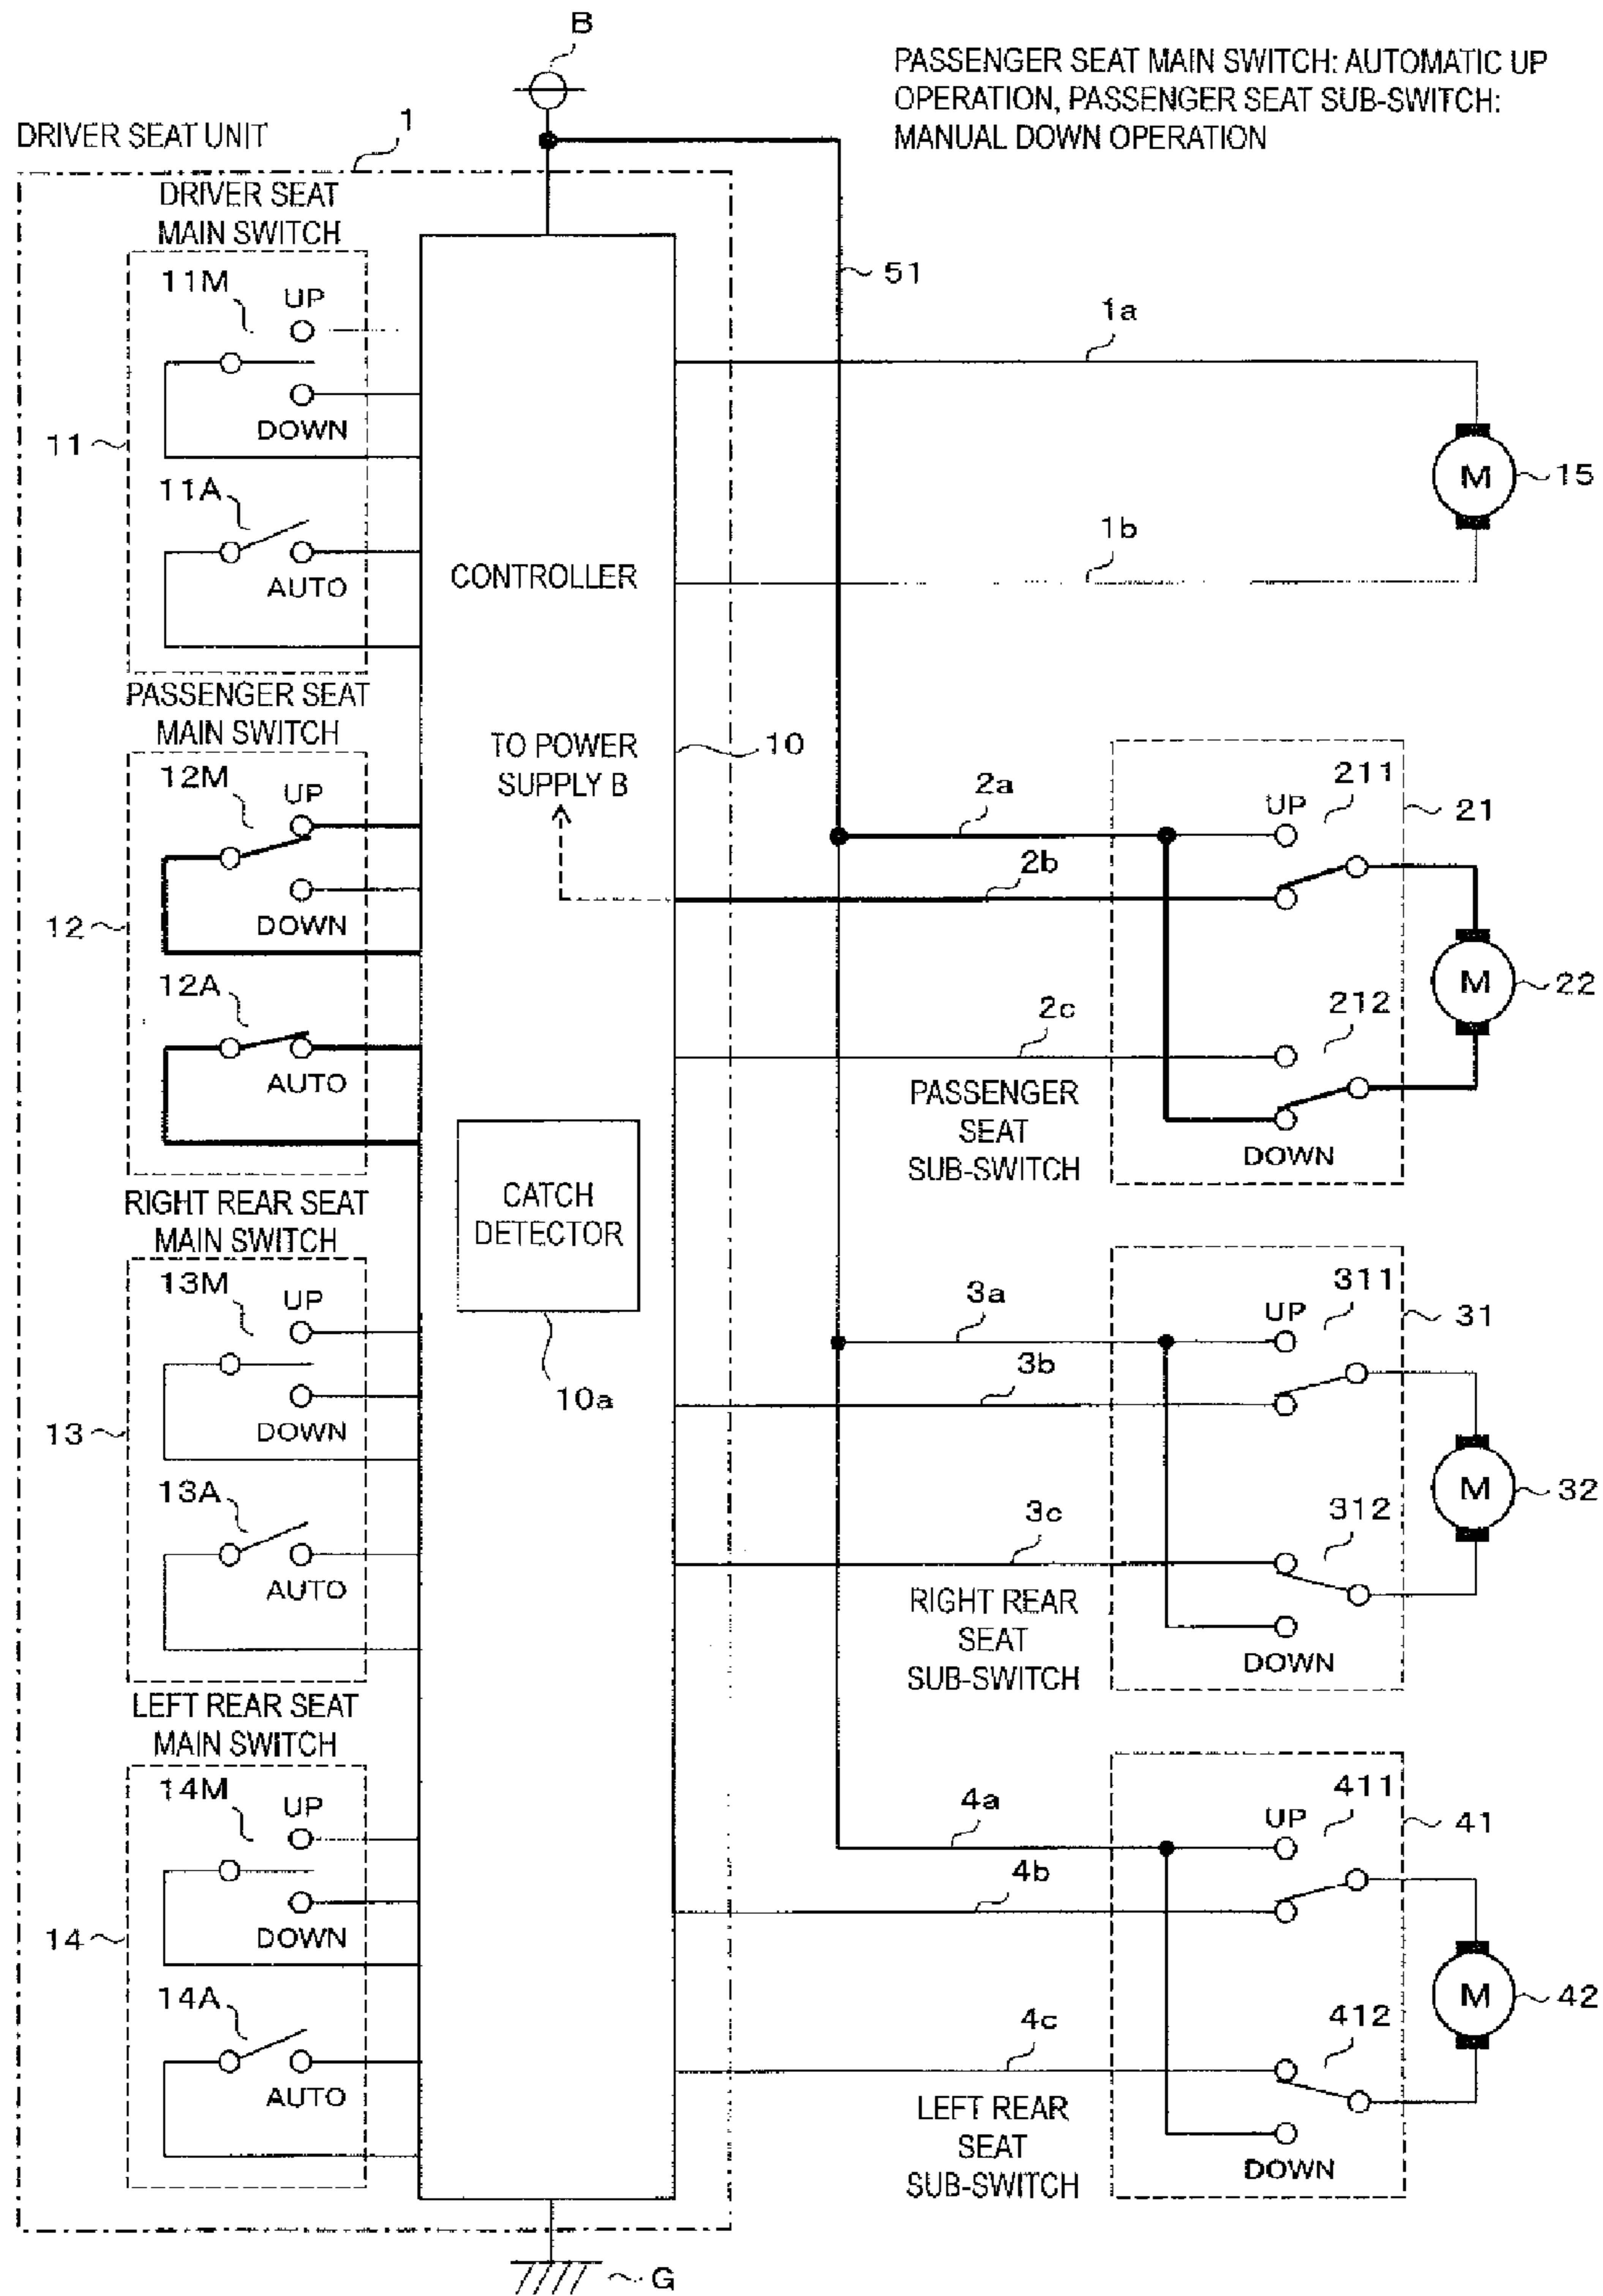 B
PASSENGER SEAT MAIN SWITCH: AUTOMATIC UP
OPERATION, PASSENGER SEAT SUB-SWITCH:
MANUAL DOWN OPERATION
DRIVER SEAT UNIT
1
DRIVER SEAT
MAIN SWITCH
11M
UP
DOWN
11
11A
AUTO
CONTROLLER
51
1a
M
15
1b
PASSENGER SEAT
MAIN SWITCH
12M
UP
DOWN
12
12A
AUTO
TO POWER
SUPPLY B
10
2a
2b
2c
UP
211
21
M
22
212
DOWN
PASSENGER
SEAT
SUB-SWITCH
CATCH
DETECTOR
10a
RIGHT REAR SEAT
MAIN SWITCH
13M
UP
DOWN
13
13A
AUTO
3a
3b
3c
UP
311
31
M
32
312
DOWN
RIGHT REAR
SEAT
SUB-SWITCH
LEFT REAR SEAT
MAIN SWITCH
14M
UP
DOWN
14
14A
AUTO
4a
4b
4c
UP
411
41
M
42
412
DOWN
LEFT REAR
SEAT
SUB-SWITCH
G